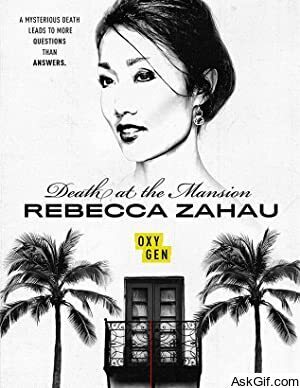 A MYSTERIOUS DEATH
LEADS TO MORE
QUESTIONS
THAN
ANSWERS.
Death at the Mansion
REBECCA ZAHAU
OXY
GEN
AskGif.com